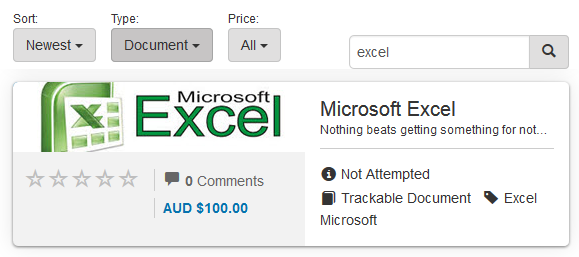 Sort: Type: Price:
Newest Document All
excel
Microsoft
Excel
Microsoft Excel
Nothing beats getting something for not...
0 Comments
AUD $100.00
Not Attempted
Trackable Document Excel
Microsoft